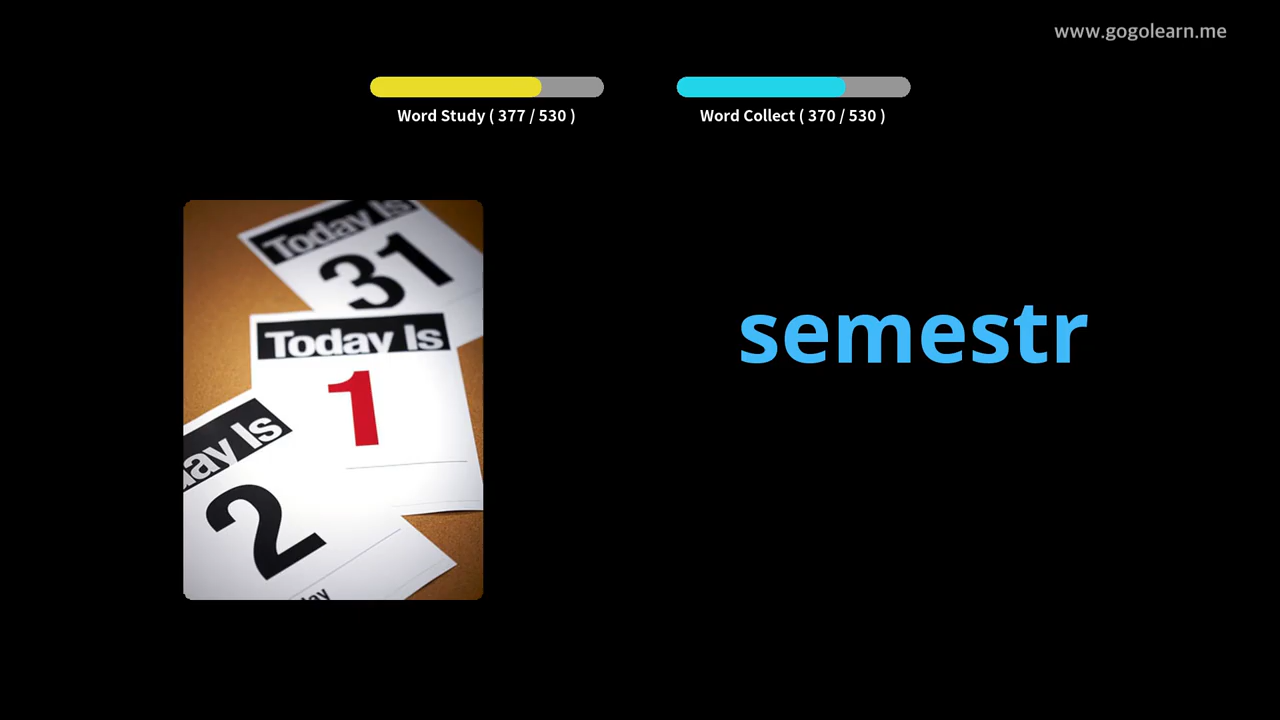 www.gogolearn.me
Word Study ( 377 / 530 )
Word Collect ( 370 / 530 )
Today Is
31
Today Is
1
ay Is
2
day
semestr